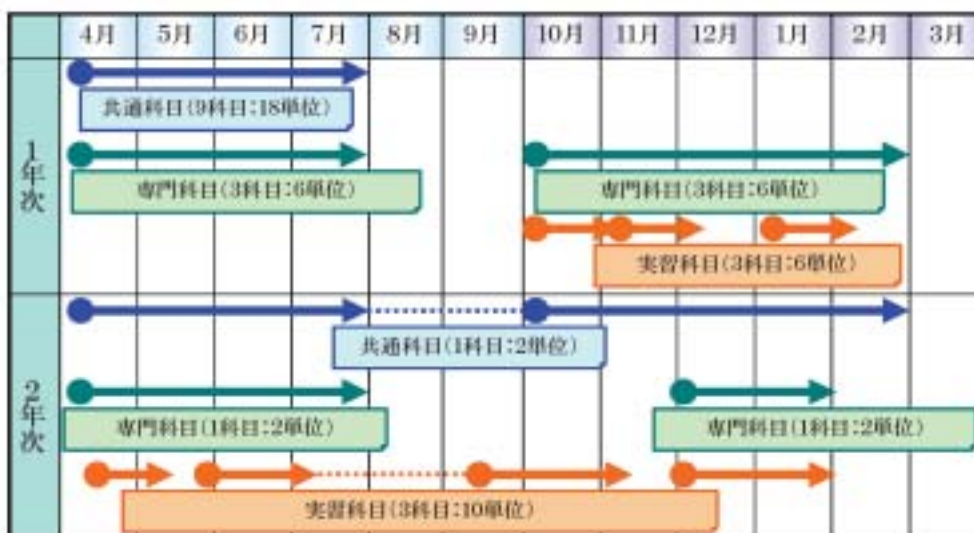 4月 5月 6月 7月 8月 9月 10月 11月 12月 1月 2月 3月
1年次
共通科目(9科目:18単位)
専門科目(3科目:6単位) 専門科目(3科目:6単位)
実習科目(3科目:6単位)
2年次
共通科目(1科目:2単位)
専門科目(1科目:2単位) 専門科目(1科目:2単位)
実習科目(3科目:10単位)